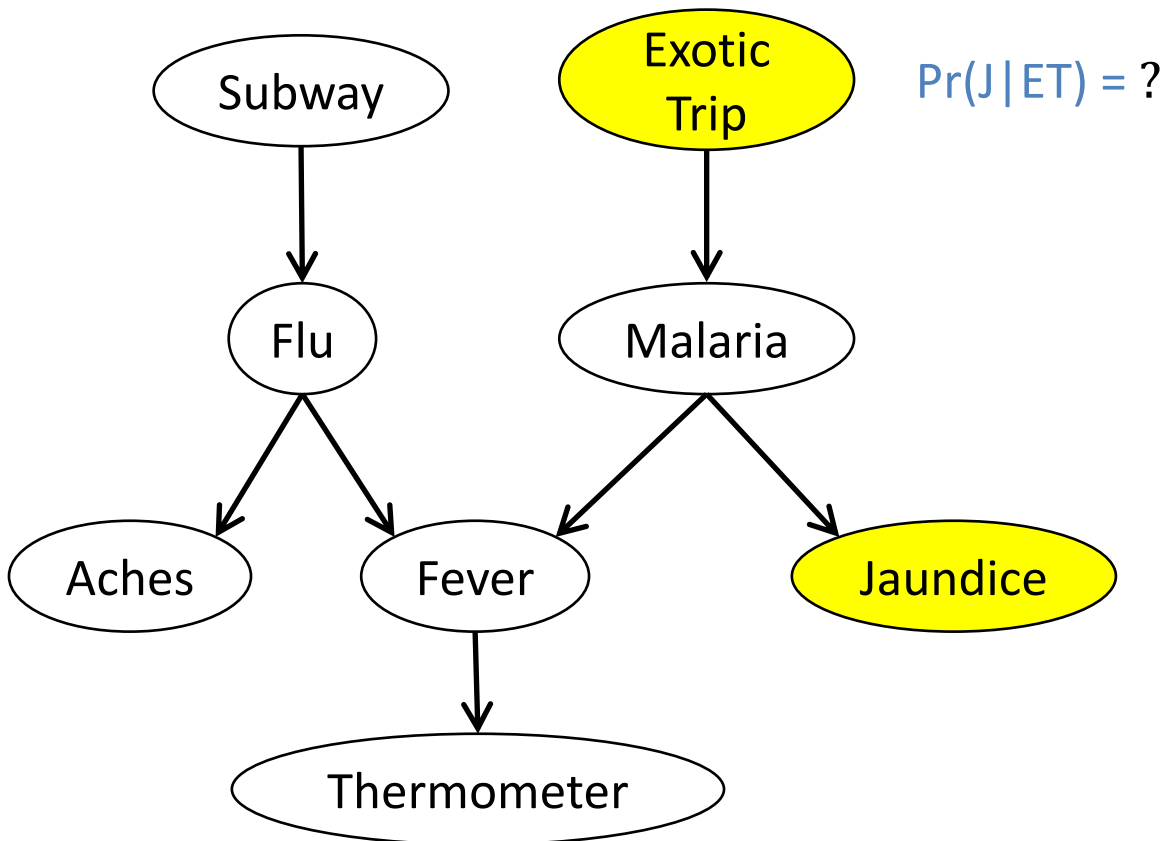 Subway
Exotic
Trip
Pr(J|ET) = ?
Flu
Malaria
Aches
Fever
Jaundice
Thermometer